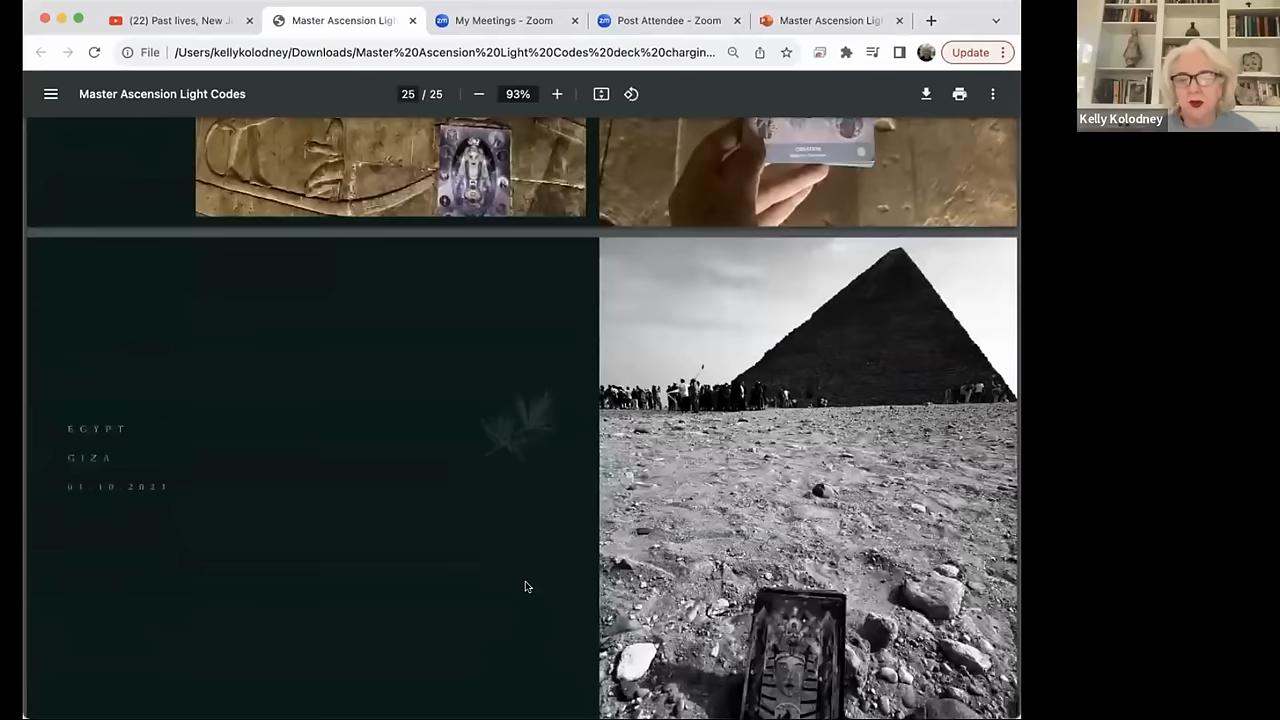 (22) Past lives, New J
Master Ascension Ligh
My Meetings - Zoom
Post Attendee - Zoom
Master Ascension Ligh
File
/Users/kellykolodney/Downloads/Master%20Ascension%20Light%20Codes%20deck%20chargin...
Update
Master Ascension Light Codes
25 / 25
93%
Kelly Kolodney
CREATION
EGYPT
GIZA
01.10.2023